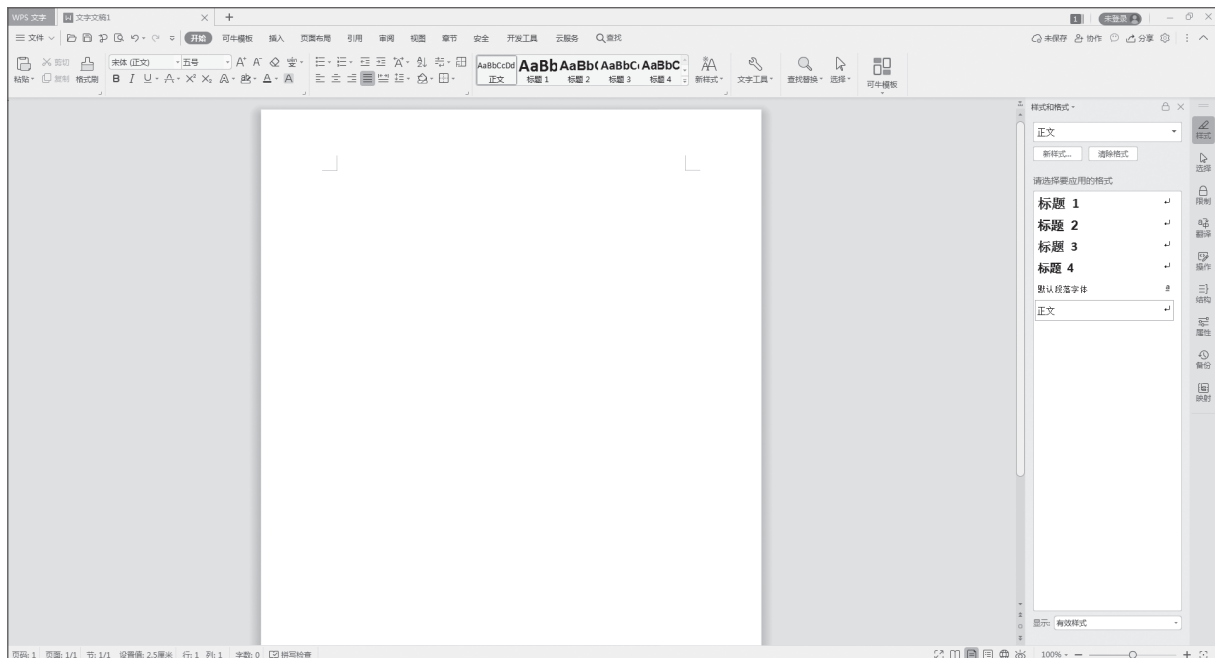 WPS 文字 文字文稿1
1 未登录
文件 开始 可牛模板 插入 页面布局 引用 审阅 视图 章节 安全 开发工具 云服务 查找 未保存 协作 分享
剪切 宋体 (正文) 五号
粘贴 复制 格式刷 B I U
AaBbCcDd AaBb AaBb( AaBbC( AaBbC
正文 标题 1 标题 2 标题 3 标题 4 新样式 文字工具 查找替换 选择 可牛模板
样式和格式
正文
新样式... 清除格式
请选择要应用的格式
标题 1
标题 2
标题 3
标题 4
默认段落字体 a
正文
显示: 有效样式
样式
选择
限制
翻译
操作
结构
属性
备份
映射
页码: 1 页面: 1/1 节: 1/1 设置值: 2.5厘米 行: 1 列: 1 字数: 0 拼写检查 100%